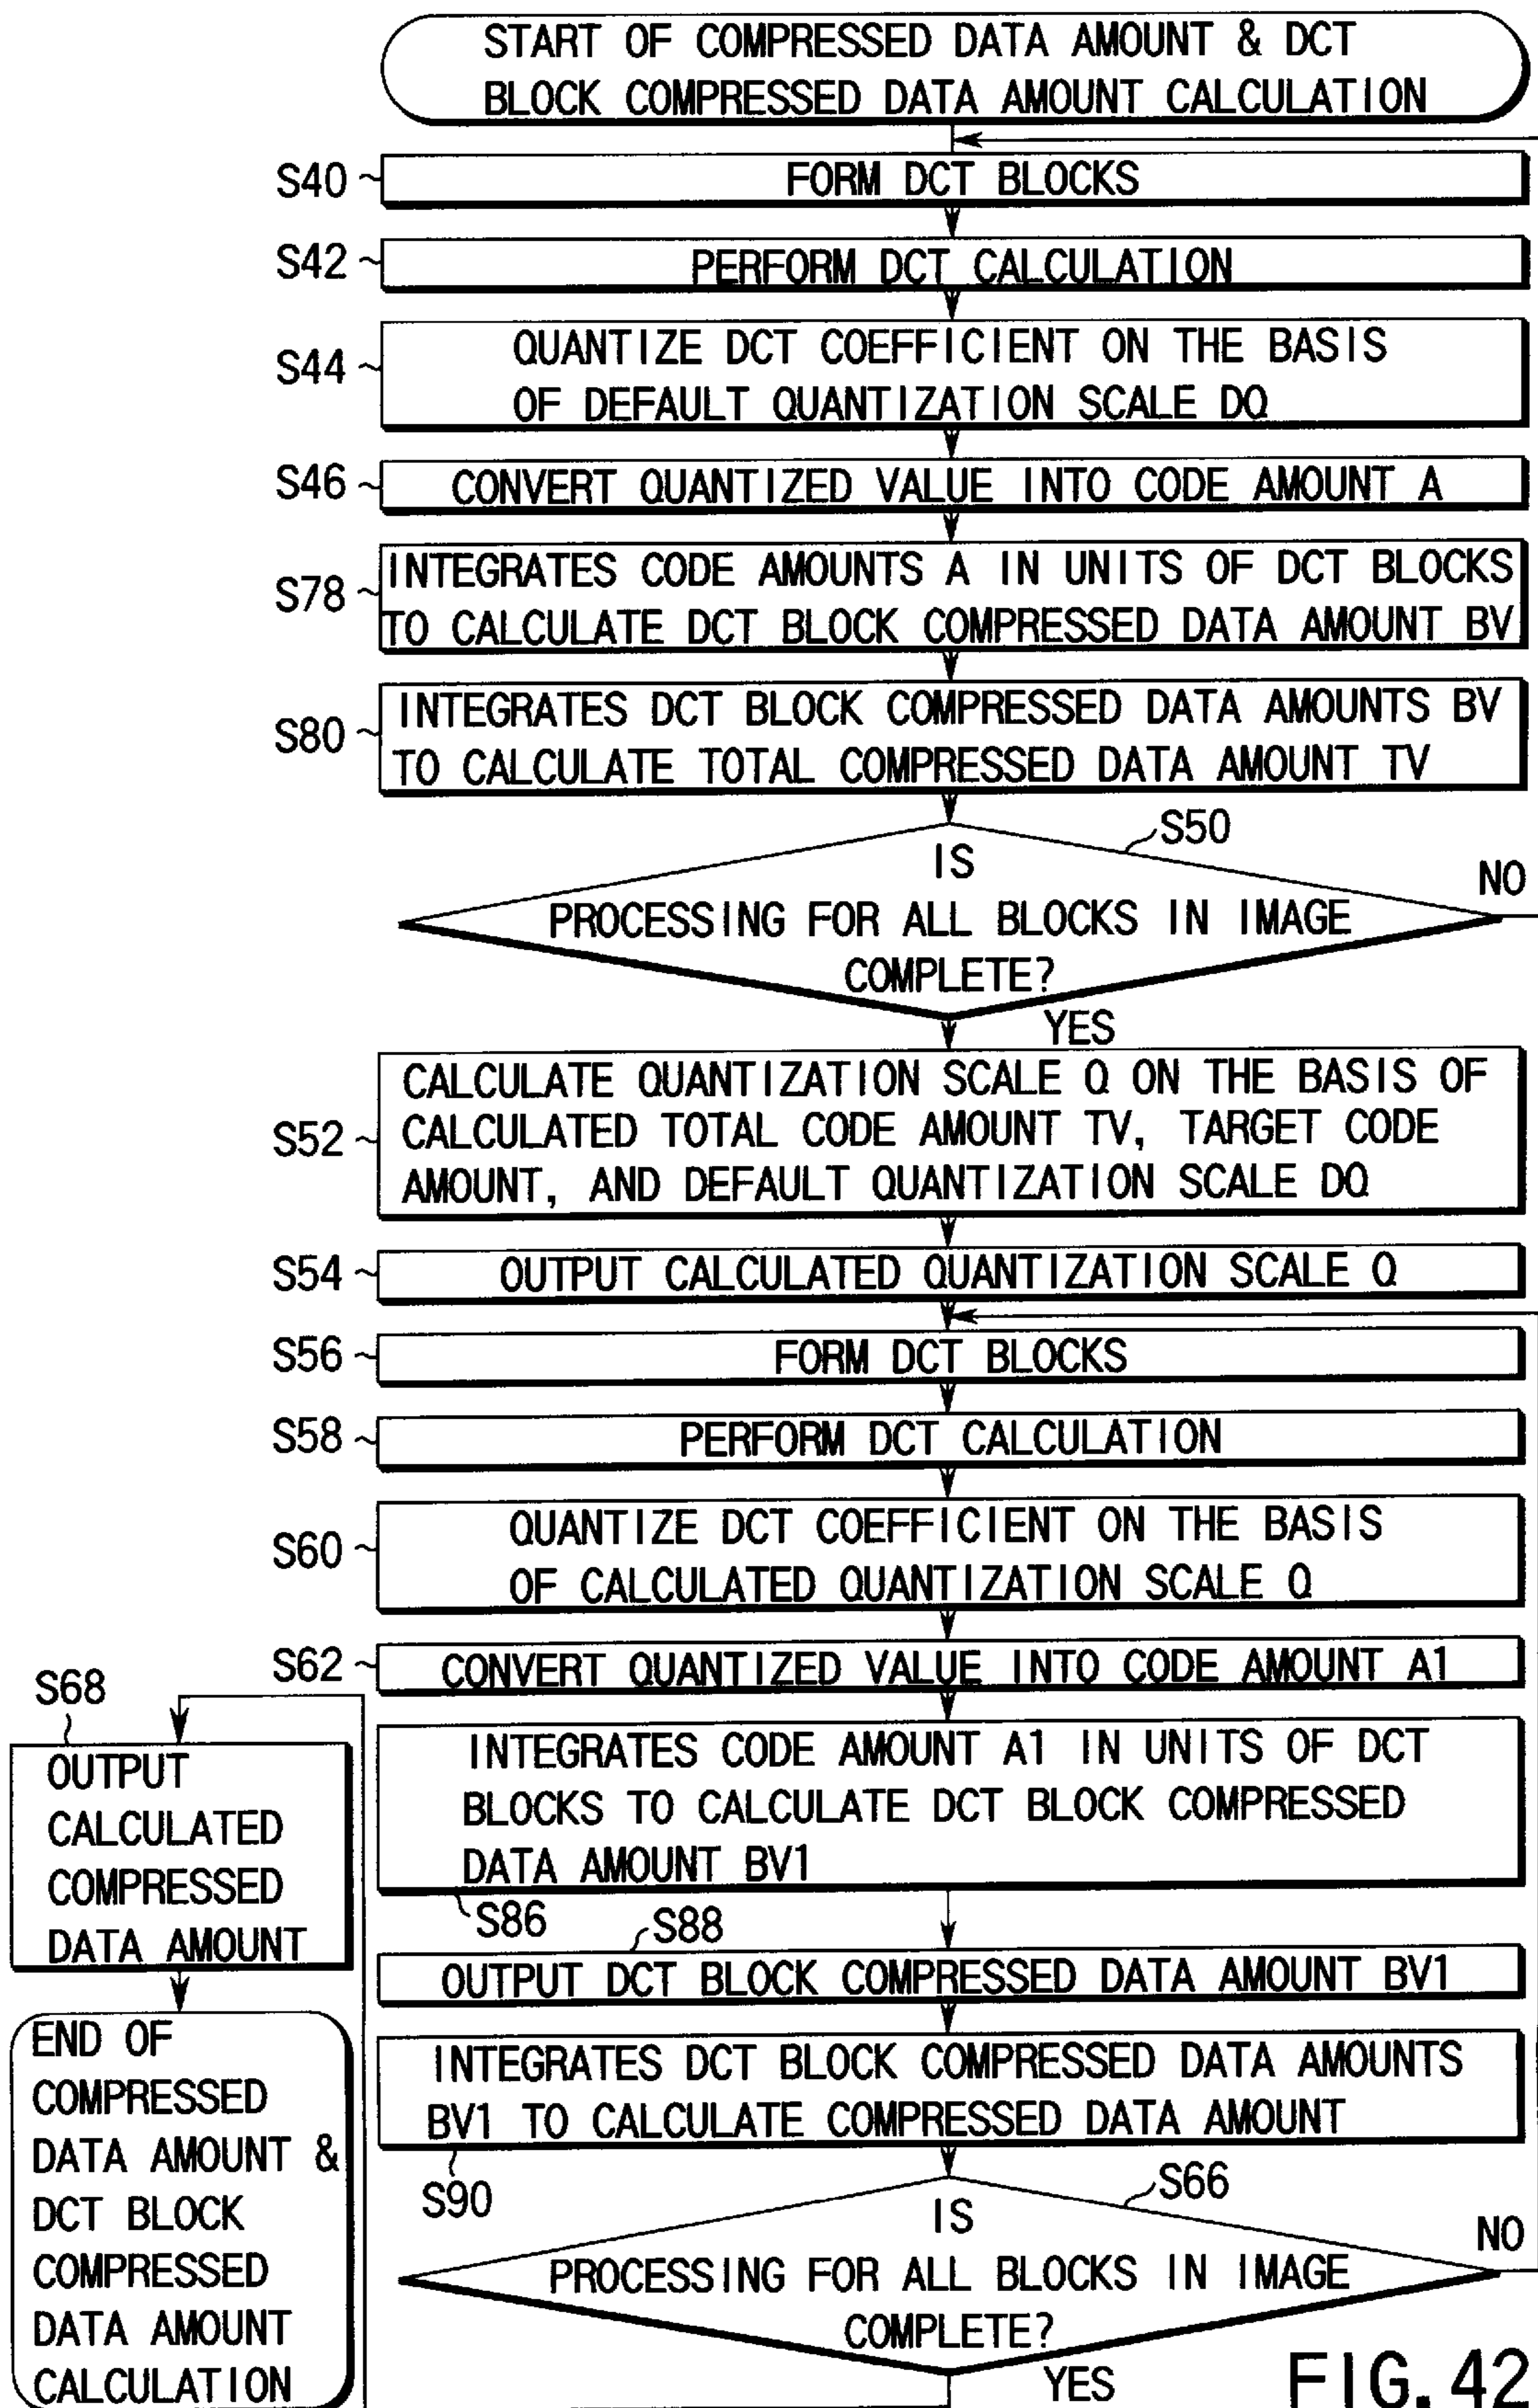 START OF COMPRESSED DATA AMOUNT & DCT
BLOCK COMPRESSED DATA AMOUNT CALCULATION
S40
FORM DCT BLOCKS
S42
PERFORM DCT CALCULATION
S44
QUANTIZE DCT COEFFICIENT ON THE BASIS
OF DEFAULT QUANTIZATION SCALE DQ
S46
CONVERT QUANTIZED VALUE INTO CODE AMOUNT A
S78
INTEGRATES CODE AMOUNTS A IN UNITS OF DCT BLOCKS
TO CALCULATE DCT BLOCK COMPRESSED DATA AMOUNT BV
S80
INTEGRATES DCT BLOCK COMPRESSED DATA AMOUNTS BV
TO CALCULATE TOTAL COMPRESSED DATA AMOUNT TV
S50
IS
PROCESSING FOR ALL BLOCKS IN IMAGE
COMPLETE?
NO
YES
S52
CALCULATE QUANTIZATION SCALE Q ON THE BASIS OF
CALCULATED TOTAL CODE AMOUNT TV, TARGET CODE
AMOUNT, AND DEFAULT QUANTIZATION SCALE DQ
S54
OUTPUT CALCULATED QUANTIZATION SCALE Q
S56
FORM DCT BLOCKS
S58
PERFORM DCT CALCULATION
S60
QUANTIZE DCT COEFFICIENT ON THE BASIS
OF CALCULATED QUANTIZATION SCALE Q
S62
CONVERT QUANTIZED VALUE INTO CODE AMOUNT A1
INTEGRATES CODE AMOUNT A1 IN UNITS OF DCT
BLOCKS TO CALCULATE DCT BLOCK COMPRESSED
DATA AMOUNT BV1
S86
S88
OUTPUT DCT BLOCK COMPRESSED DATA AMOUNT BV1
INTEGRATES DCT BLOCK COMPRESSED DATA AMOUNTS
BV1 TO CALCULATE COMPRESSED DATA AMOUNT
S90
S66
IS
PROCESSING FOR ALL BLOCKS IN IMAGE
COMPLETE?
NO
YES
S68
OUTPUT
CALCULATED
COMPRESSED
DATA AMOUNT
END OF
COMPRESSED
DATA AMOUNT &
DCT BLOCK
COMPRESSED
DATA AMOUNT
CALCULATION
FIG. 42